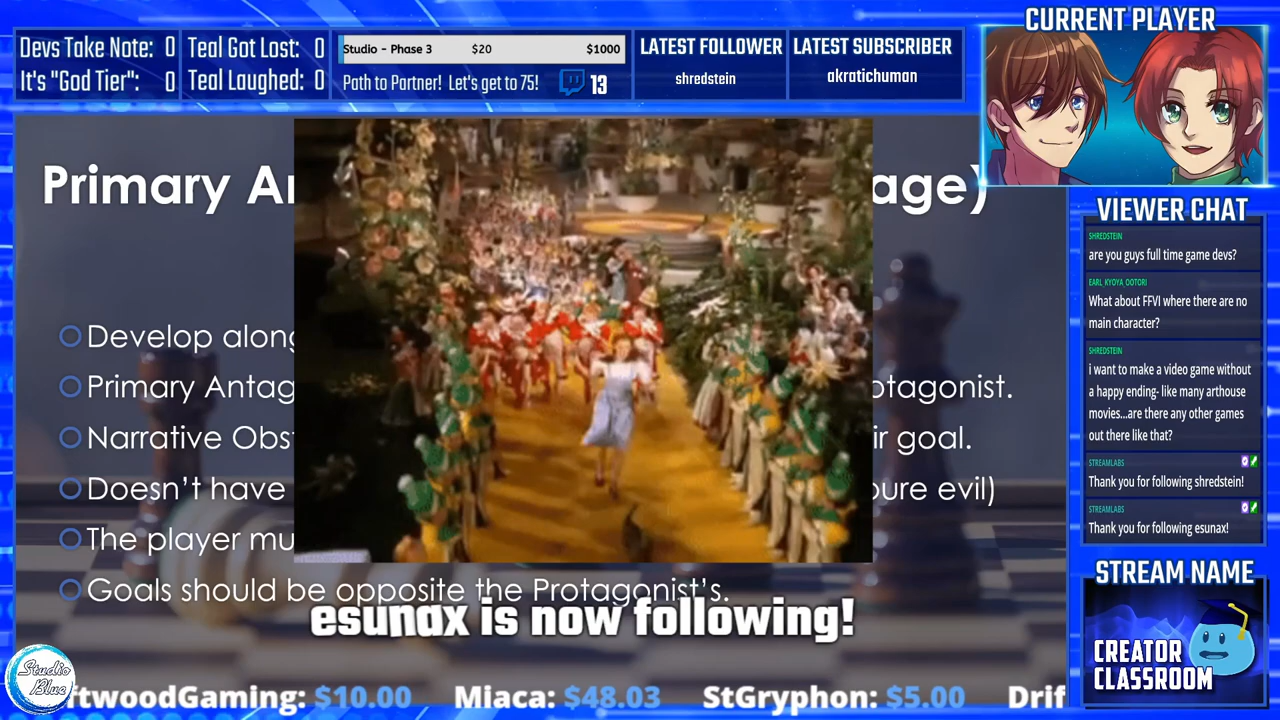 Devs Take Note: 0
It's "God Tier": 0
Teal Got Lost: 0
Teal Laughed: 0
Studio - Phase 3 $20 $1000
Path to Partner! Let's get to 75! 13
LATEST FOLLOWER
shredstein
LATEST SUBSCRIBER
akratichuman
CURRENT PLAYER
Primary An
age)
Develop along
Primary Antag
otagonist.
Narrative Obst
ir goal.
Doesn't have
pure evil)
The player mu
Goals should be opposite the Protagonist's.
esunax is now following!
VIEWER CHAT
SHREDSTEIN
are you guys full time game devs?
EARL_KYOYA_OOTORI
What about FFVI where there are no
main character?
SHREDSTEIN
i want to make a video game without
a happy ending- like many arthouse
movies...are there any other games
out there like that?
STREAMLABS
Thank you for following shredstein!
STREAMLABS
Thank you for following esunax!
STREAM NAME
CREATOR
CLASSROOM
Studio
Blue
ftwoodGaming: $10.00 Miaca: $48.03 StGryphon: $5.00 Drif